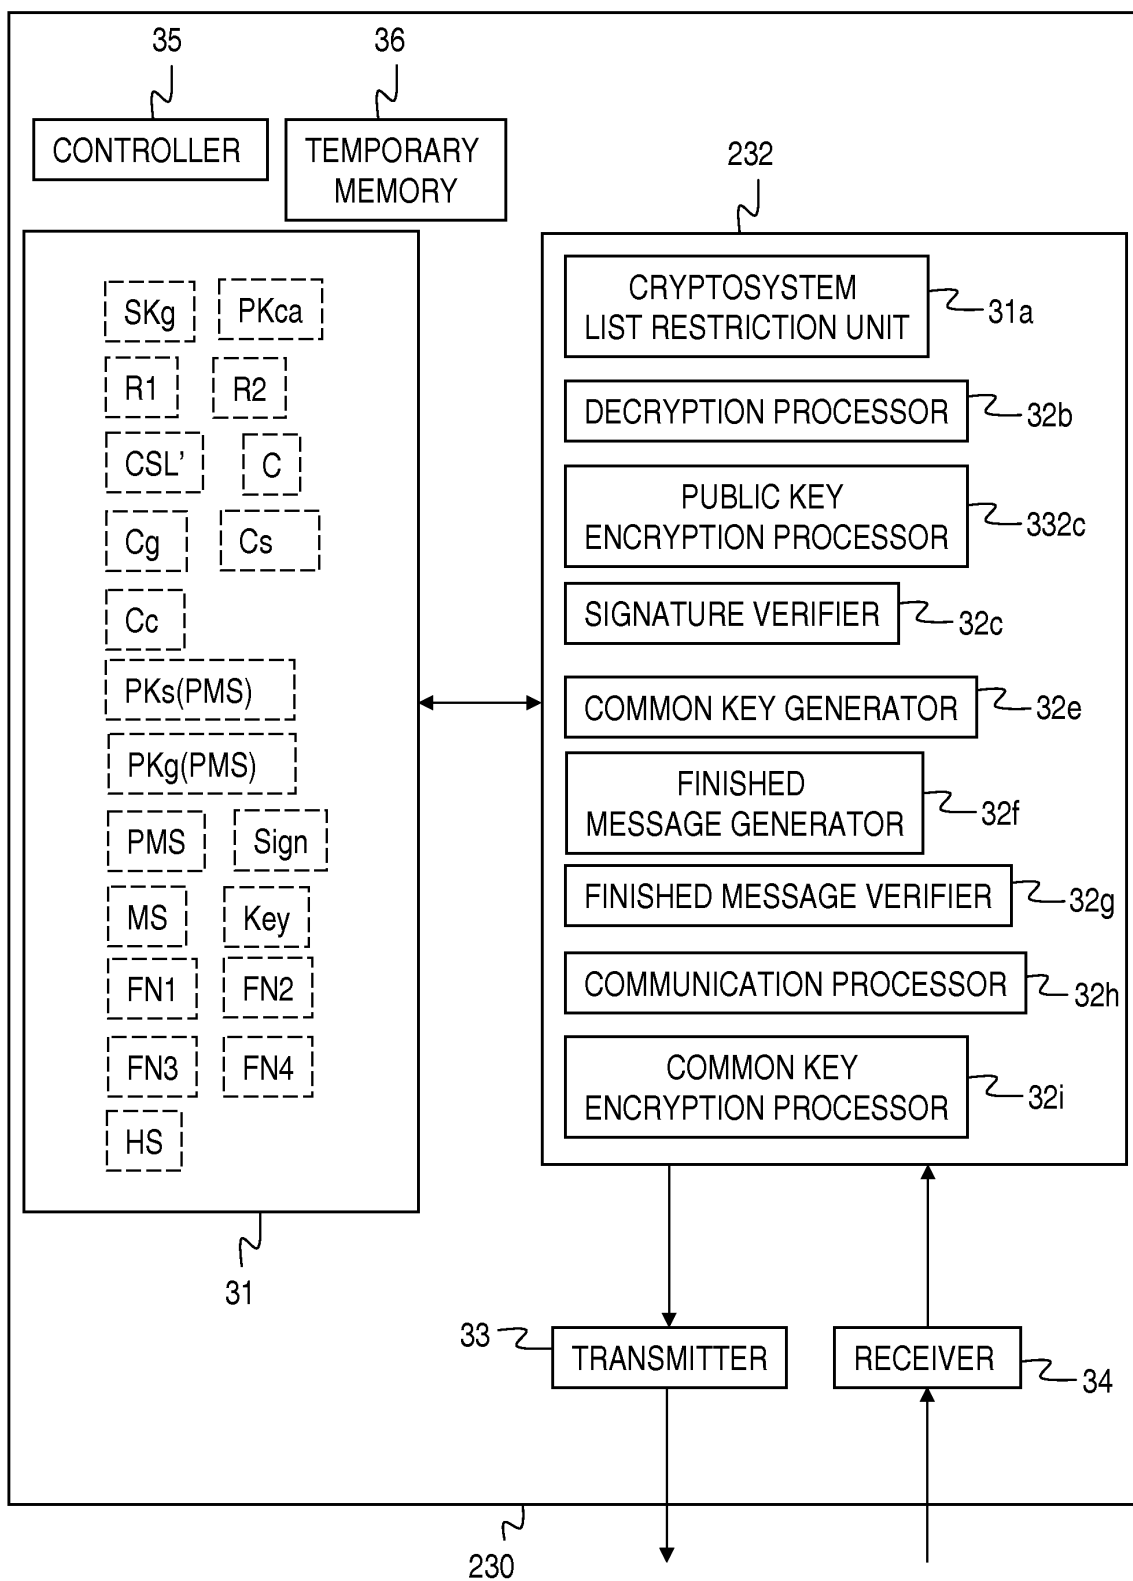 35
36
CONTROLLER
TEMPORARY
MEMORY
232
SKg
PKca
R1
R2
CSL’
C
Cg
Cs
Cc
PKs(PMS)
PKg(PMS)
PMS
Sign
MS
Key
FN1
FN2
FN3
FN4
HS
31
CRYPTOSYSTEM
LIST RESTRICTION UNIT
31a
DECRYPTION PROCESSOR
32b
PUBLIC KEY
ENCRYPTION PROCESSOR
332c
SIGNATURE VERIFIER
32c
COMMON KEY GENERATOR
32e
FINISHED
MESSAGE GENERATOR
32f
FINISHED MESSAGE VERIFIER
32g
COMMUNICATION PROCESSOR
32h
COMMON KEY
ENCRYPTION PROCESSOR
32i
33
TRANSMITTER
RECEIVER
34
230